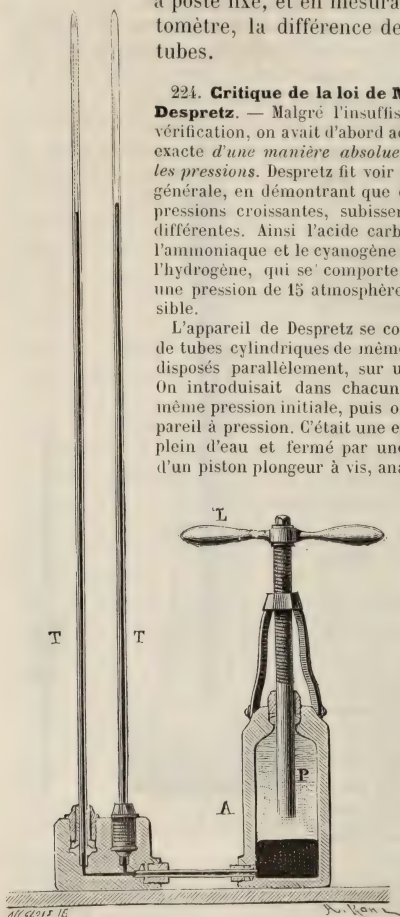 à poste fixe, et en mesura
tomètre, la différence de
tubes.
224. Critique de la loi de M
Despretz. — Malgré l'insuffis
vérification, on avait d'abord a
exacte d'une manière absolue
les pressions. Despretz fit voir
générale, en démontrant que
pressions croissantes, subisse
différentes. Ainsi l'acide carb
l'ammoniaque et le cyanogène
l'hydrogène, qui se comporte
une pression de 15 atmosphère
sible.
L'appareil de Despretz se co
de tubes cylindriques de même
disposés parallèlement, sur u
On introduisait dans chacun
même pression initiale, puis o
pareil à pression. C'était une e
plein d'eau et fermé par une
d'un piston plongeur à vis, ana
L
T T
P
A